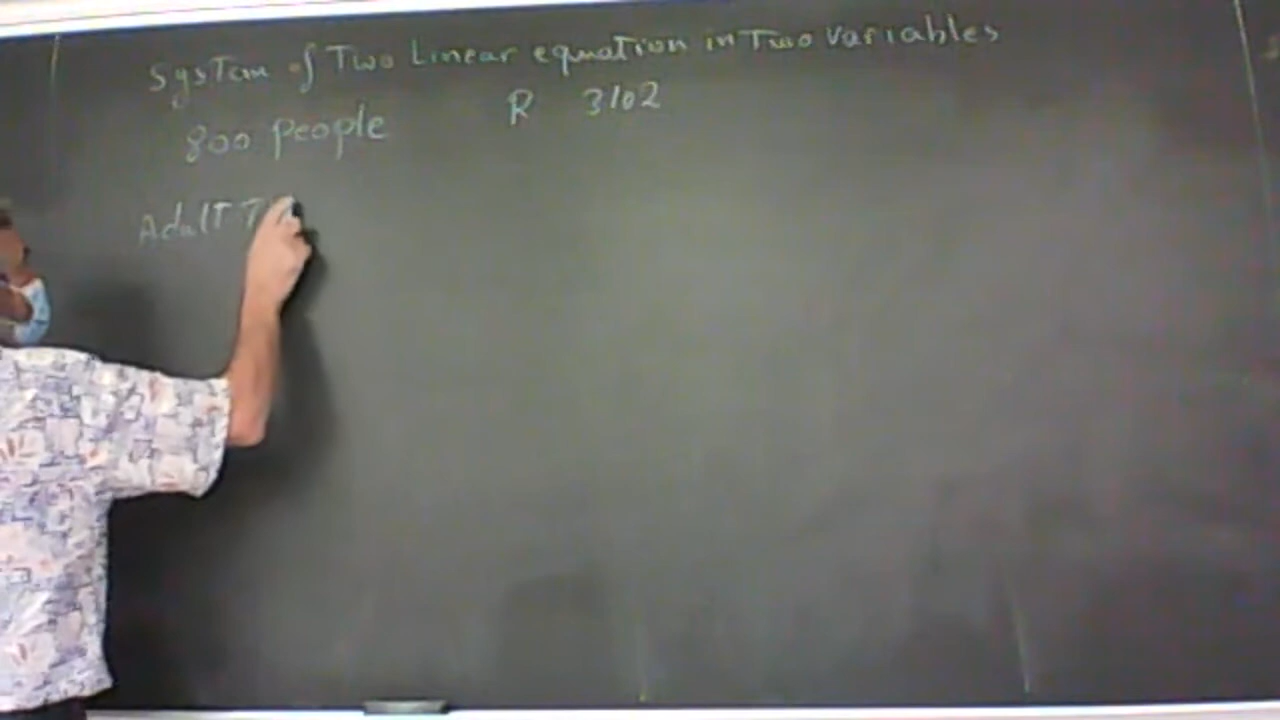 System of Two Linear equation in Two Variables
800 people R 3102
Adult T